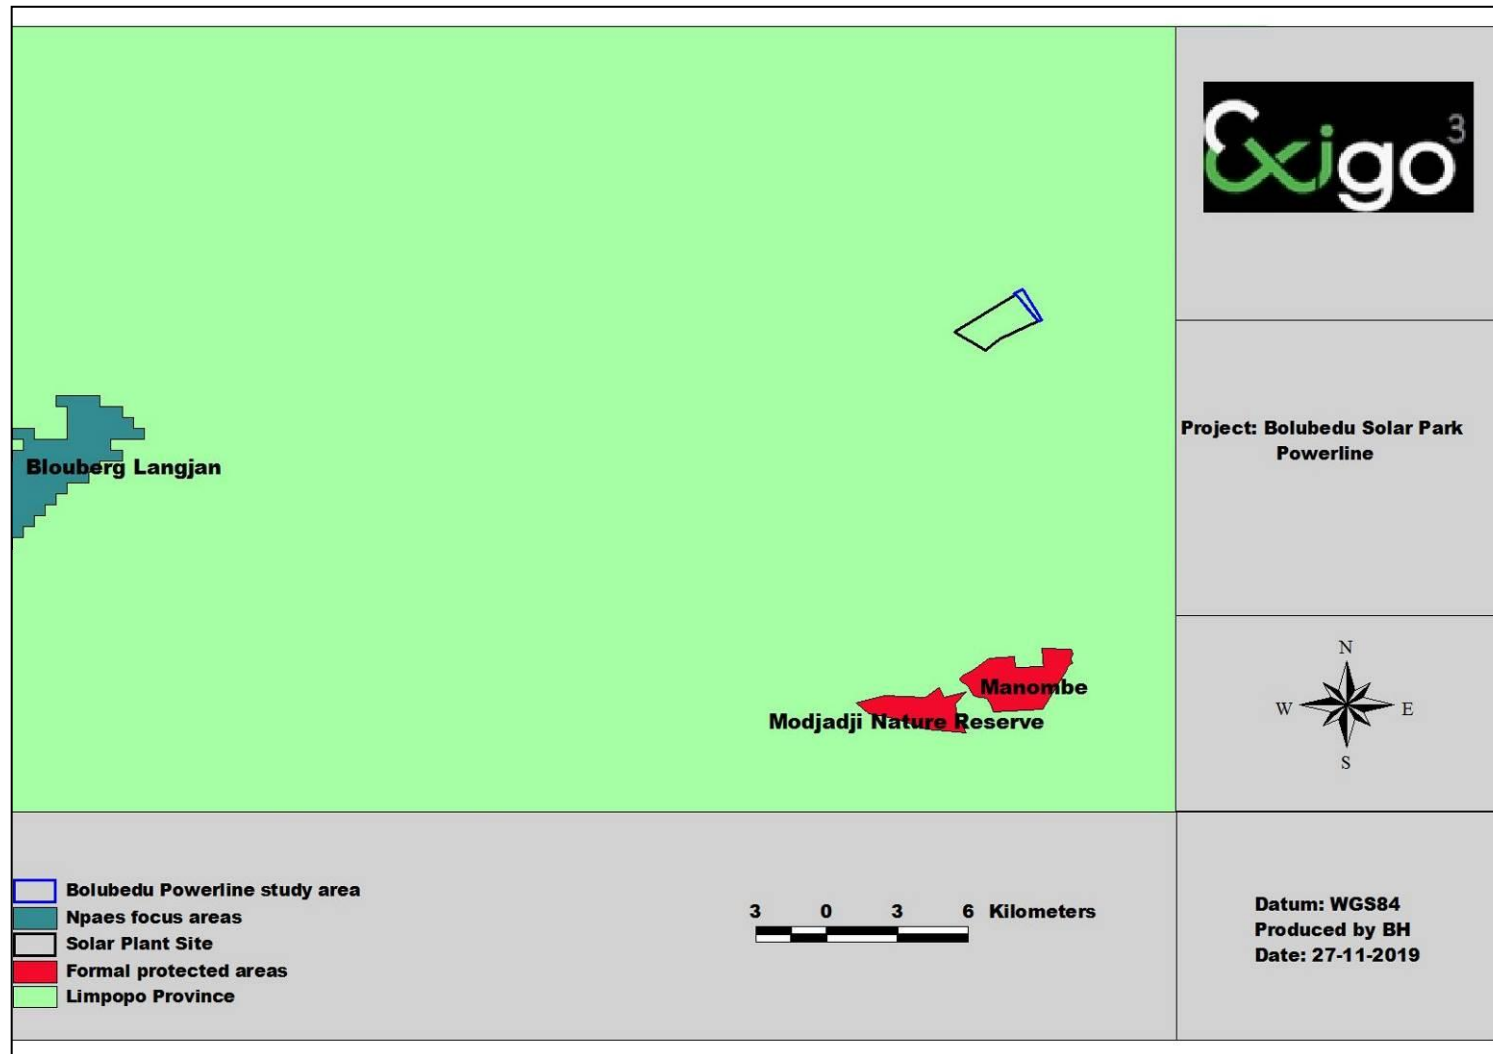 Exigo3
Project: Bolubedu Solar Park
Powerline
Blouberg Langjan
Manombe
Modjadji Nature Reserve
N
W
E
S
Bolubedu Powerline study area
Npaes focus areas
Solar Plant Site
Formal protected areas
Limpopo Province
3 0 3 6 Kilometers
Datum: WGS84
Produced by BH
Date: 27-11-2019